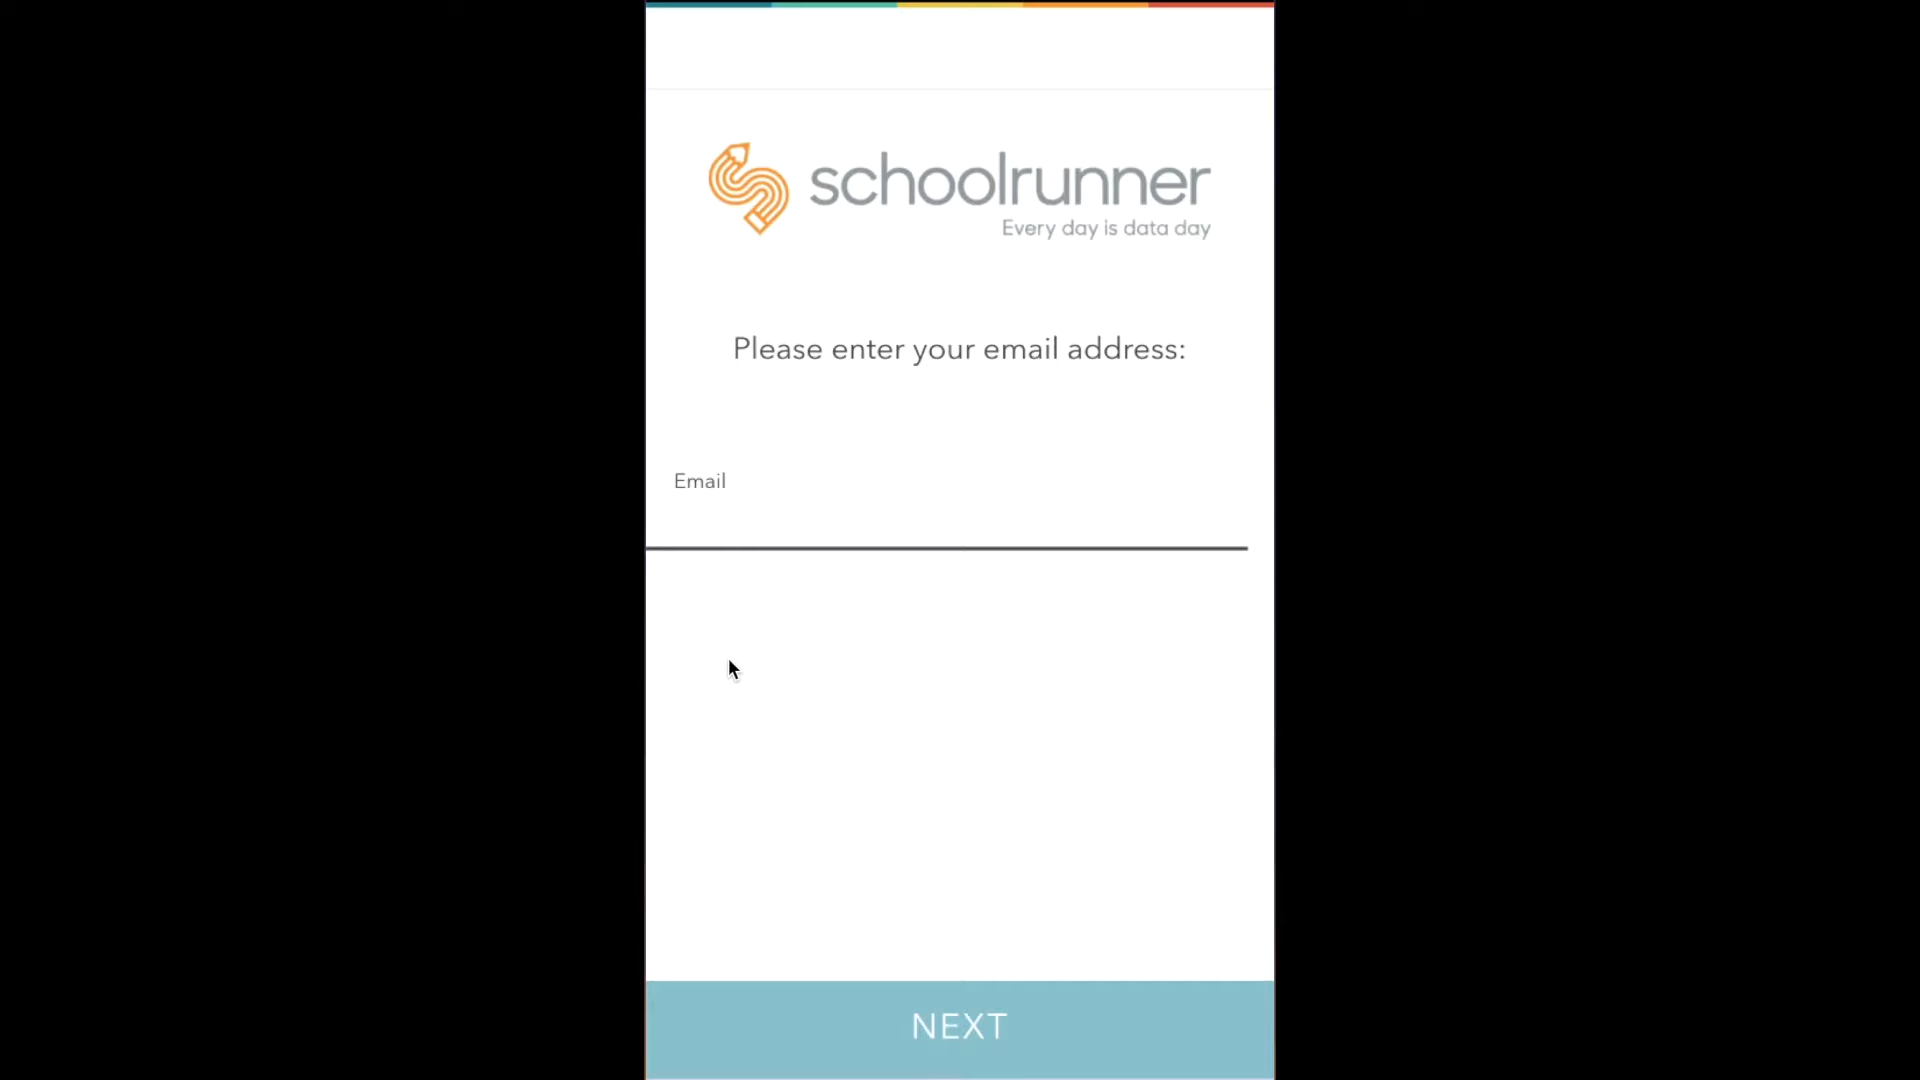 schoolrunner
Every day is data day
Please enter your email address:
Email
NEXT